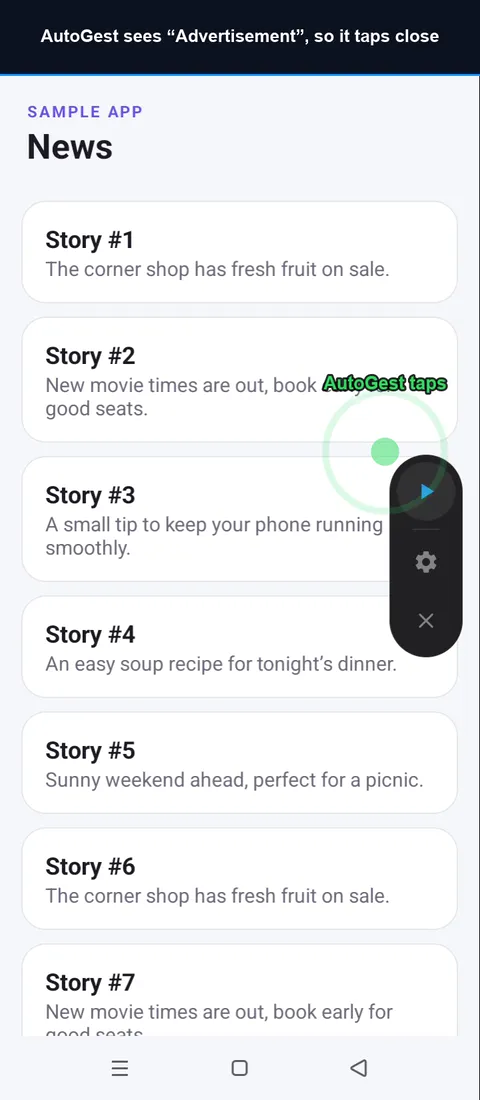 AutoGest sees “Advertisement”, so it taps close
SAMPLE APP
News
Story #1
The corner shop has fresh fruit on sale.
Story #2
New movie times are out, book
AutoGest taps
good seats.
Story #3
A small tip to keep your phone running
smoothly.
Story #4
An easy soup recipe for tonight’s dinner.
Story #5
Sunny weekend ahead, perfect for a picnic.
Story #6
The corner shop has fresh fruit on sale.
Story #7
New movie times are out, book early for
good seats.